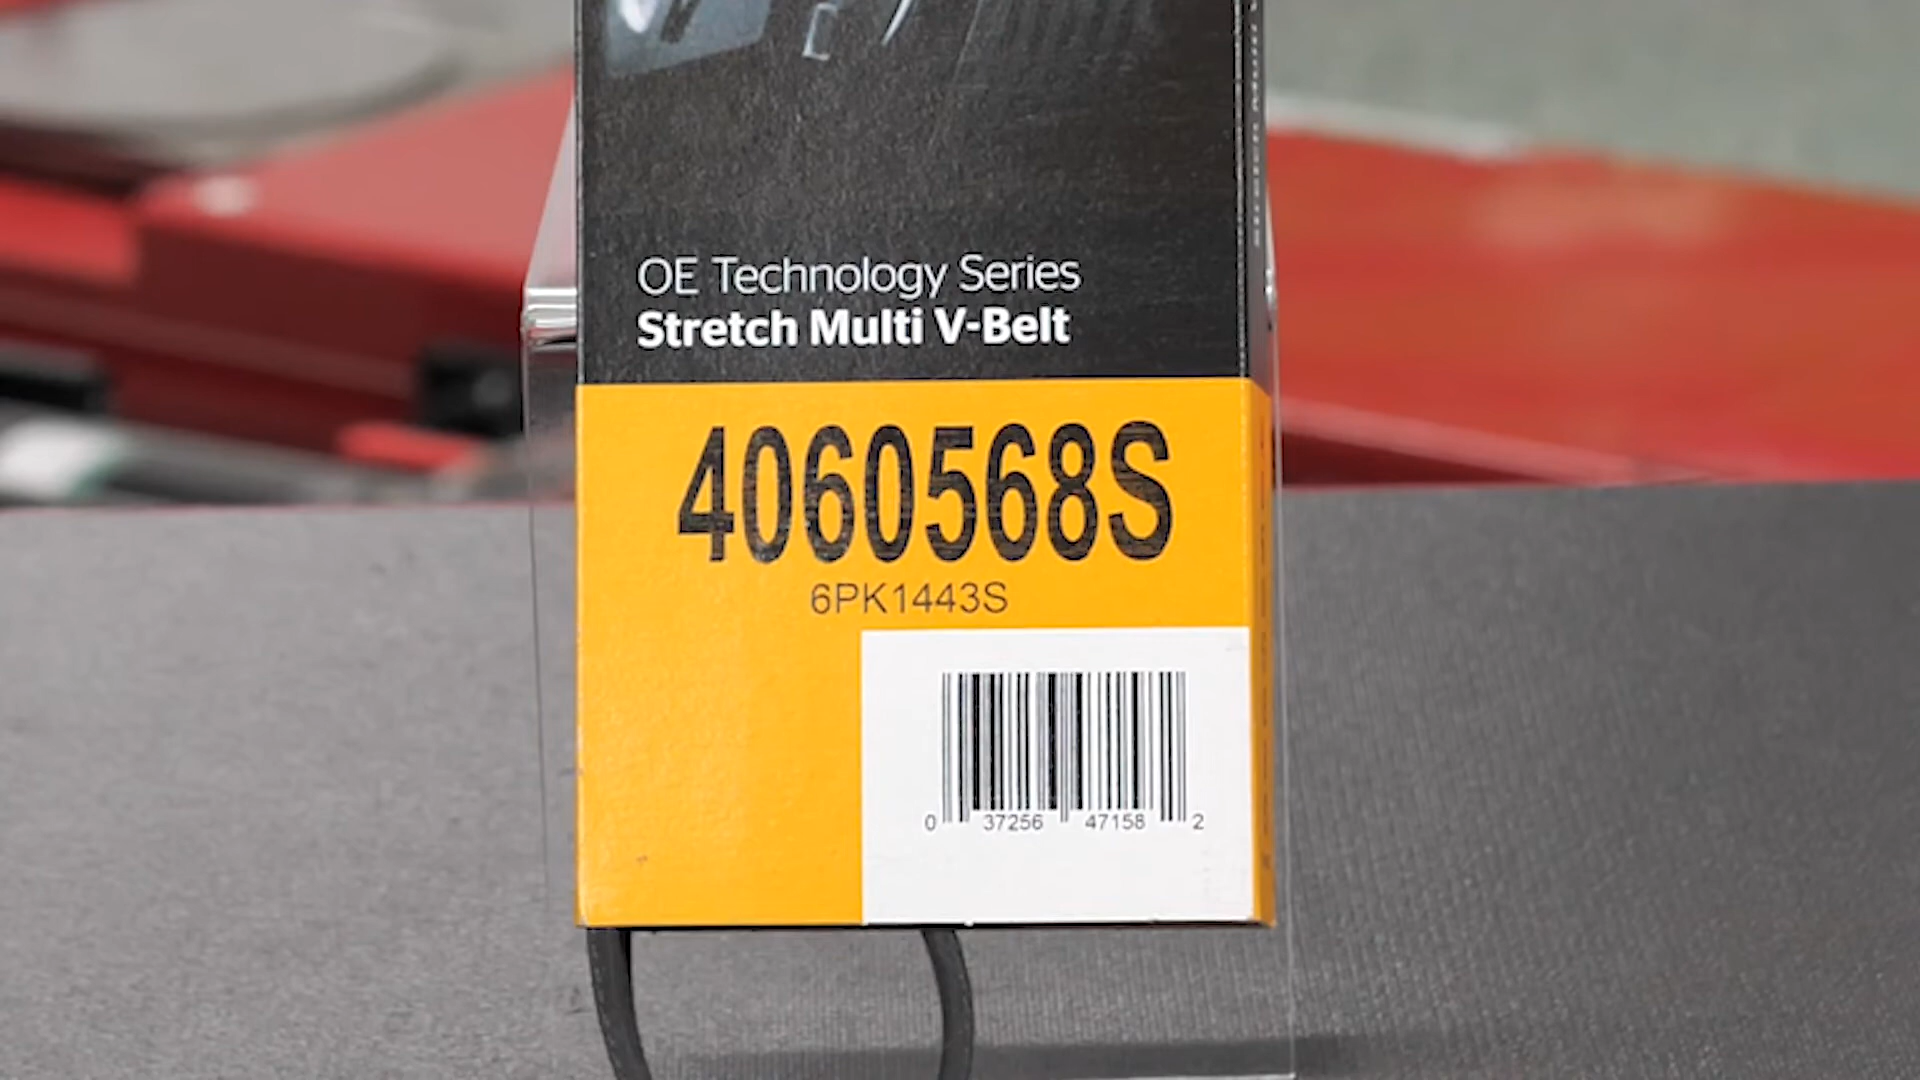 OE Technology Series
Stretch Multi V-Belt
4060568S
6PK1443S
0 37256 47158 2